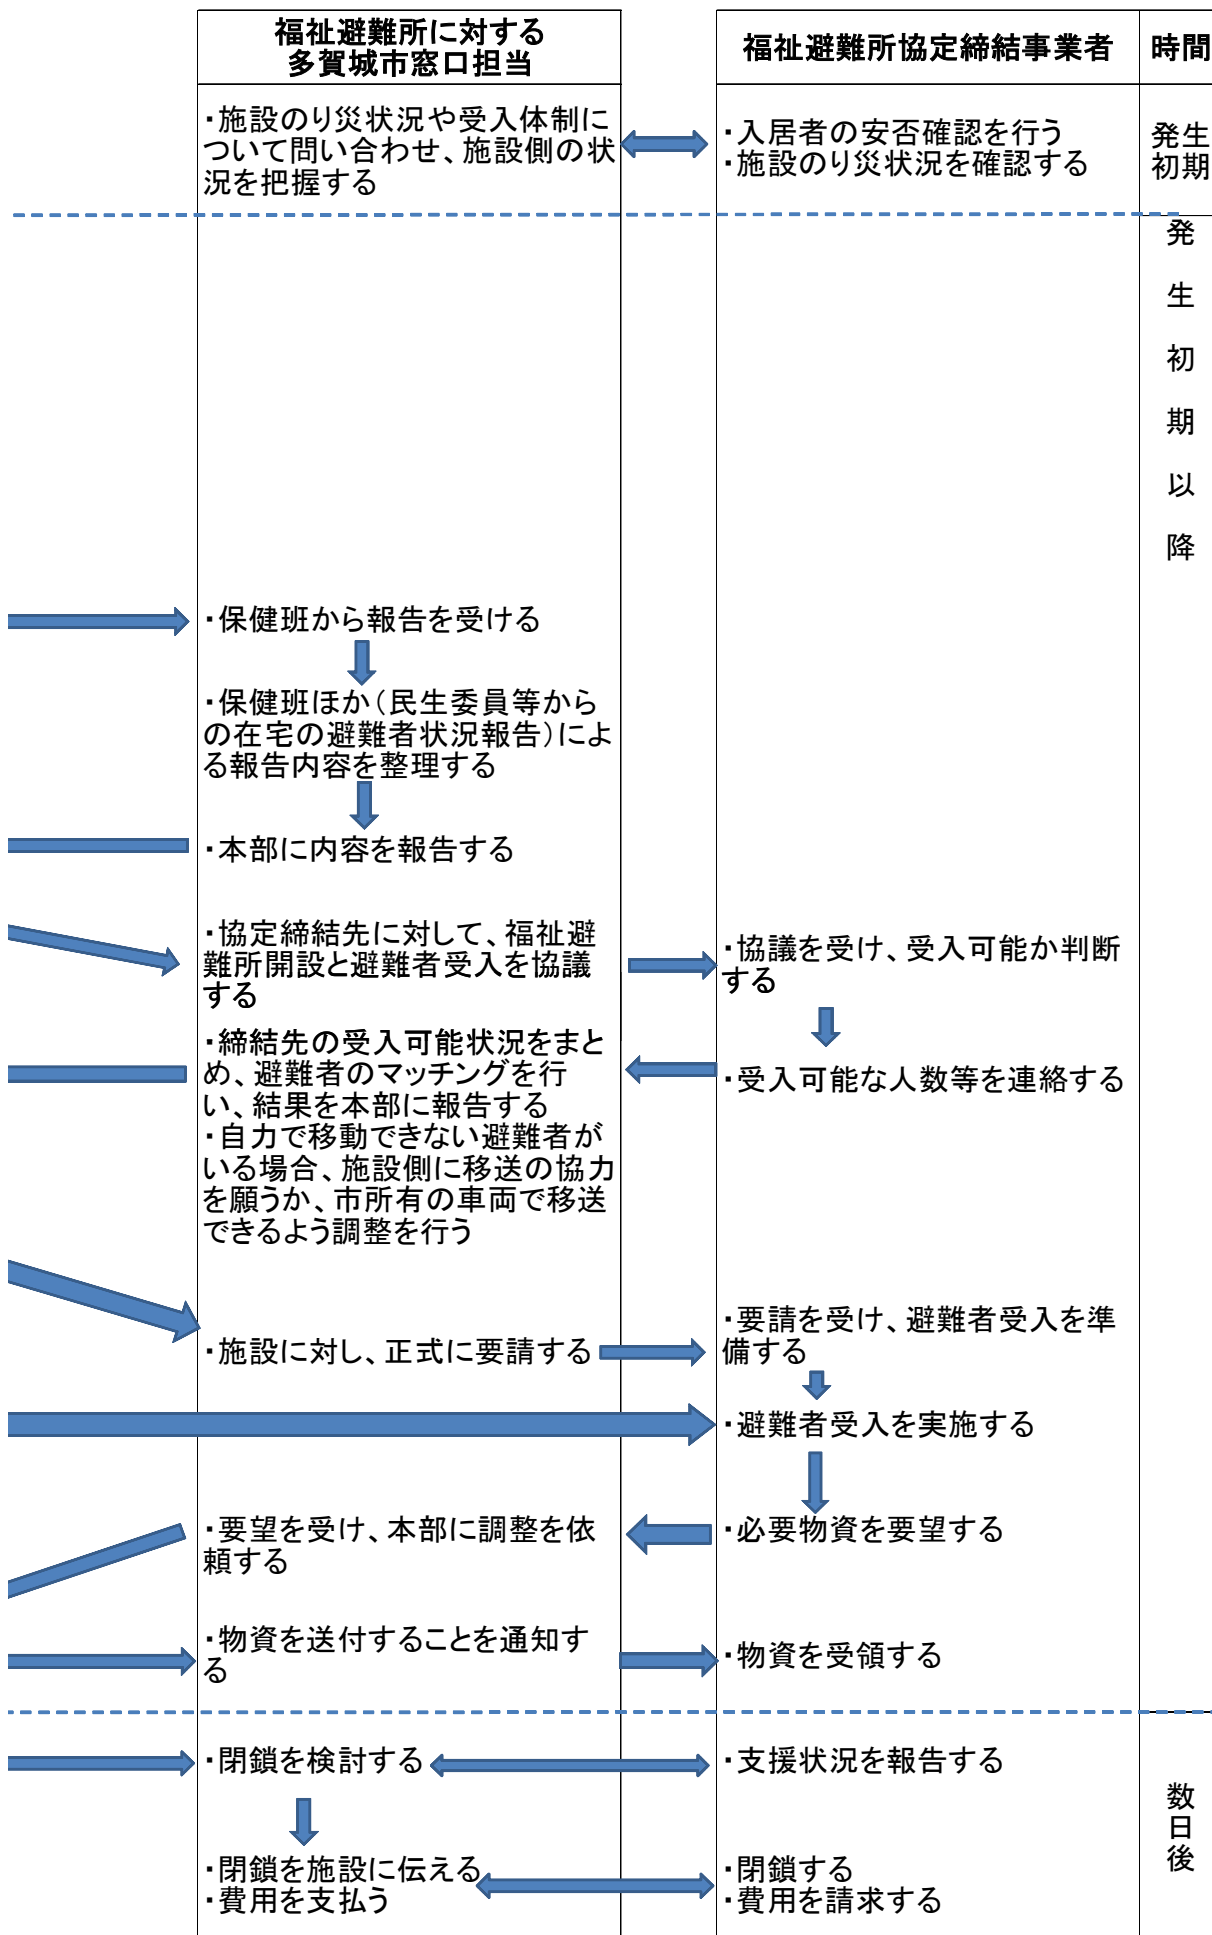 福祉避難所に対する
多賀城市窓口担当
福祉避難所協定締結事業者
時間
・施設のり災状況や受入体制に
ついて問い合わせ、施設側の状
況を把握する
・入居者の安否確認を行う
・施設のり災状況を確認する
発生
初期
発
生
初
期
以
降
・保健班から報告を受ける
・保健班ほか（民生委員等から
の在宅の避難者状況報告）によ
る報告内容を整理する
・本部に内容を報告する
・協定締結先に対して、福祉避
難所開設と避難者受入を協議
する
・協議を受け、受入可能か判断
する
・締結先の受入可能状況をまと
め、避難者のマッチングを行
い、結果を本部に報告する
・自力で移動できない避難者が
いる場合、施設側に移送の協力
を願うか、市所有の車両で移送
できるよう調整を行う
・受入可能な人数等を連絡する
・施設に対し、正式に要請する
・要請を受け、避難者受入を準
備する
・避難者受入を実施する
・要望を受け、本部に調整を依
頼する
・必要物資を要望する
・物資を送付することを通知す
る
・物資を受領する
・閉鎖を検討する
・支援状況を報告する
・閉鎖を施設に伝える
・費用を支払う
・閉鎖する
・費用を請求する
数
日
後